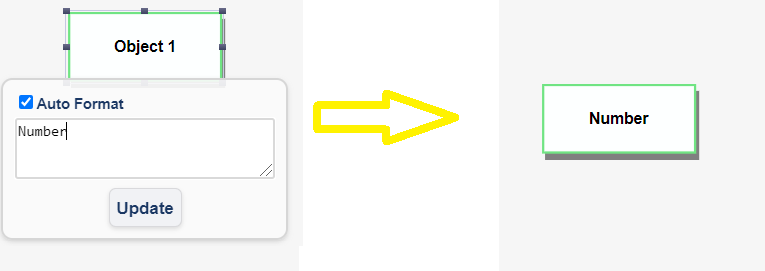 Object 1
Auto Format
Number
Update
Number